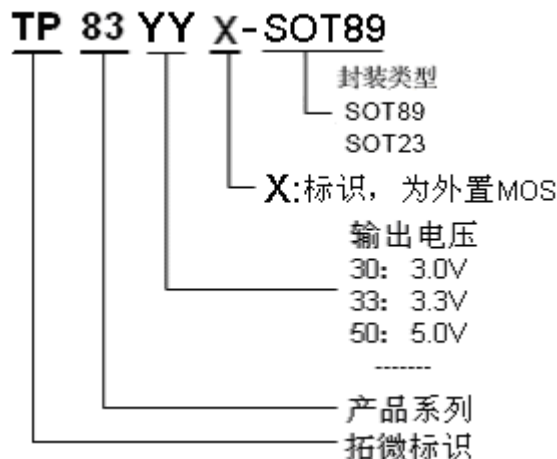 TP 83 YY X-SOT89
封装类型
SOT89
SOT23
X:标识，为外置MOS
输出电压
30：3.0V
33：3.3V
50：5.0V
-------
产品系列
拓微标识